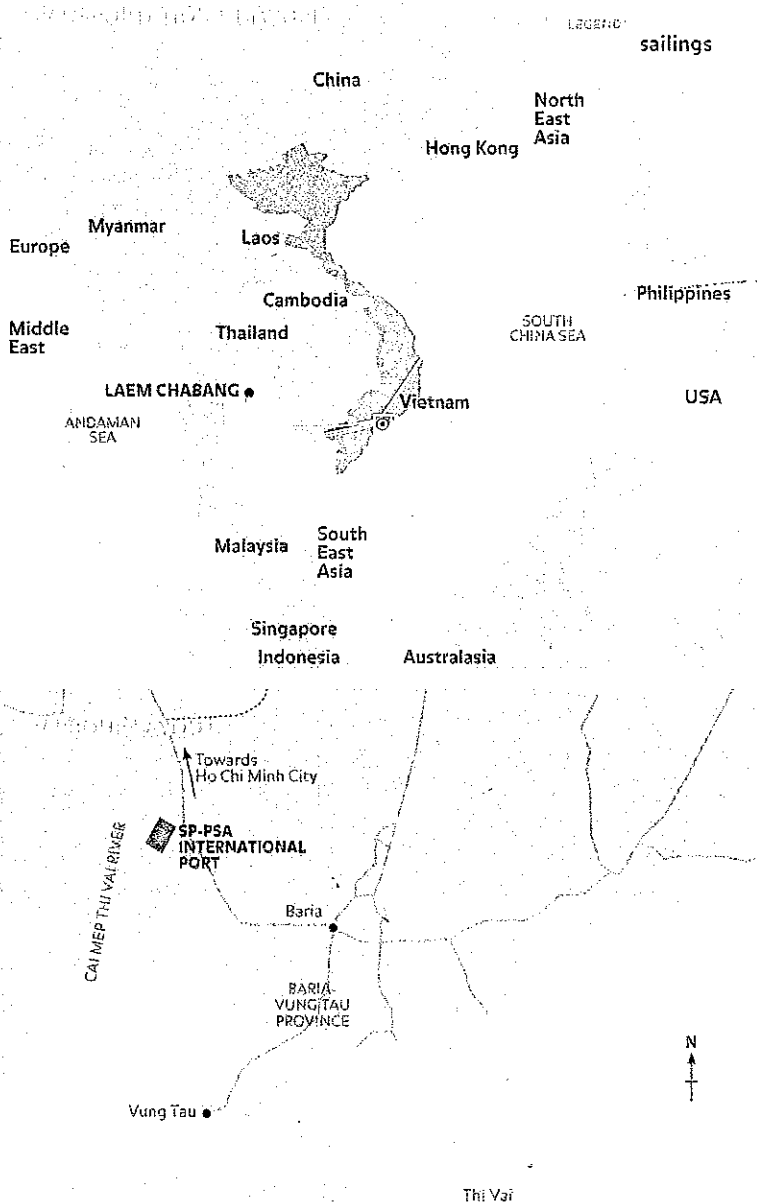 LEGEND
sailings
China
North
East
Asia
Hong Kong
Myanmar
Europe
Laos
Cambodia
Philippines
Thailand
SOUTH
CHINA SEA
Middle
East
LAEM CHABANG
Vietnam
USA
ANDAMAN
SEA
Malaysia
South
East
Asia
Singapore
Indonesia
Australasia
Towards
Ho Chi Minh City
SP-PSA
INTERNATIONAL
PORT
CAI MEP THI VAI RIVER
Baria
BARIA-
VUNG TAU
PROVINCE
N
Vung Tau
Thi Vai